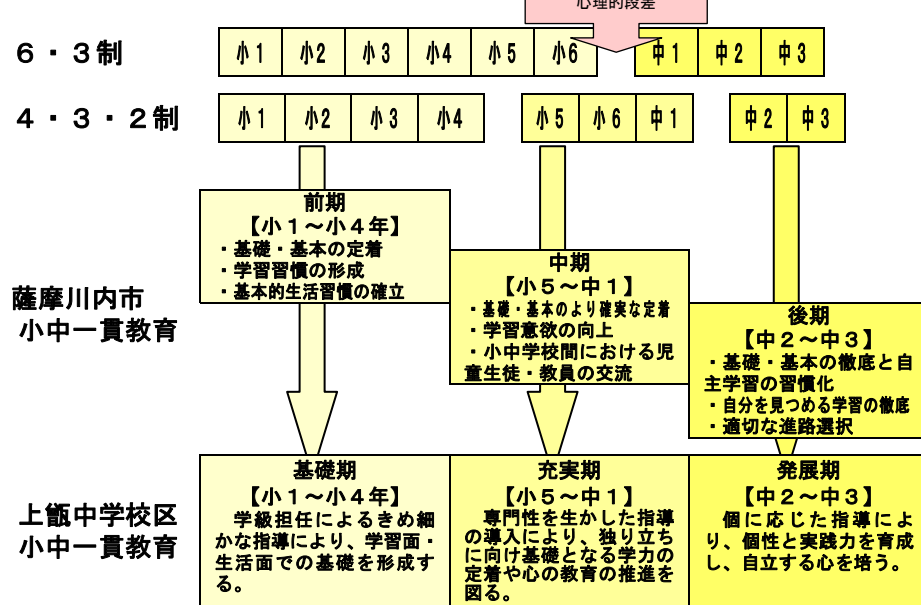 心理的段差
６・３制
小１ 小２ 小３ 小４ 小５ 小６ 中１ 中２ 中３
４・３・２制
小１ 小２ 小３ 小４ 小５ 小６ 中１ 中２ 中３
薩摩川内市
小中一貫教育
前期
【小１～小４年】
・基礎・基本の定着
・学習習慣の形成
・基本的生活習慣の確立
中期
【小５～中１】
・基礎・基本のより確実な定着
・学習意欲の向上
・小中学校間における児
童生徒・教員の交流
後期
【中２～中３】
・基礎・基本の徹底と自
主学習の習慣化
・自分を見つめる学習の徹底
・適切な進路選択
上甑中学校区
小中一貫教育
基礎期
【小１～小４年】
学級担任によるきめ細
かな指導により、学習面・
生活面での基礎を形成す
る。
充実期
【小５～中１】
専門性を生かした指導
の導入により、独り立ち
に向け基礎となる学力の
定着や心の教育の推進を
図る。
発展期
【中２～中３】
個に応じた指導によ
り、個性と実践力を育成
し、自立する心を培う。